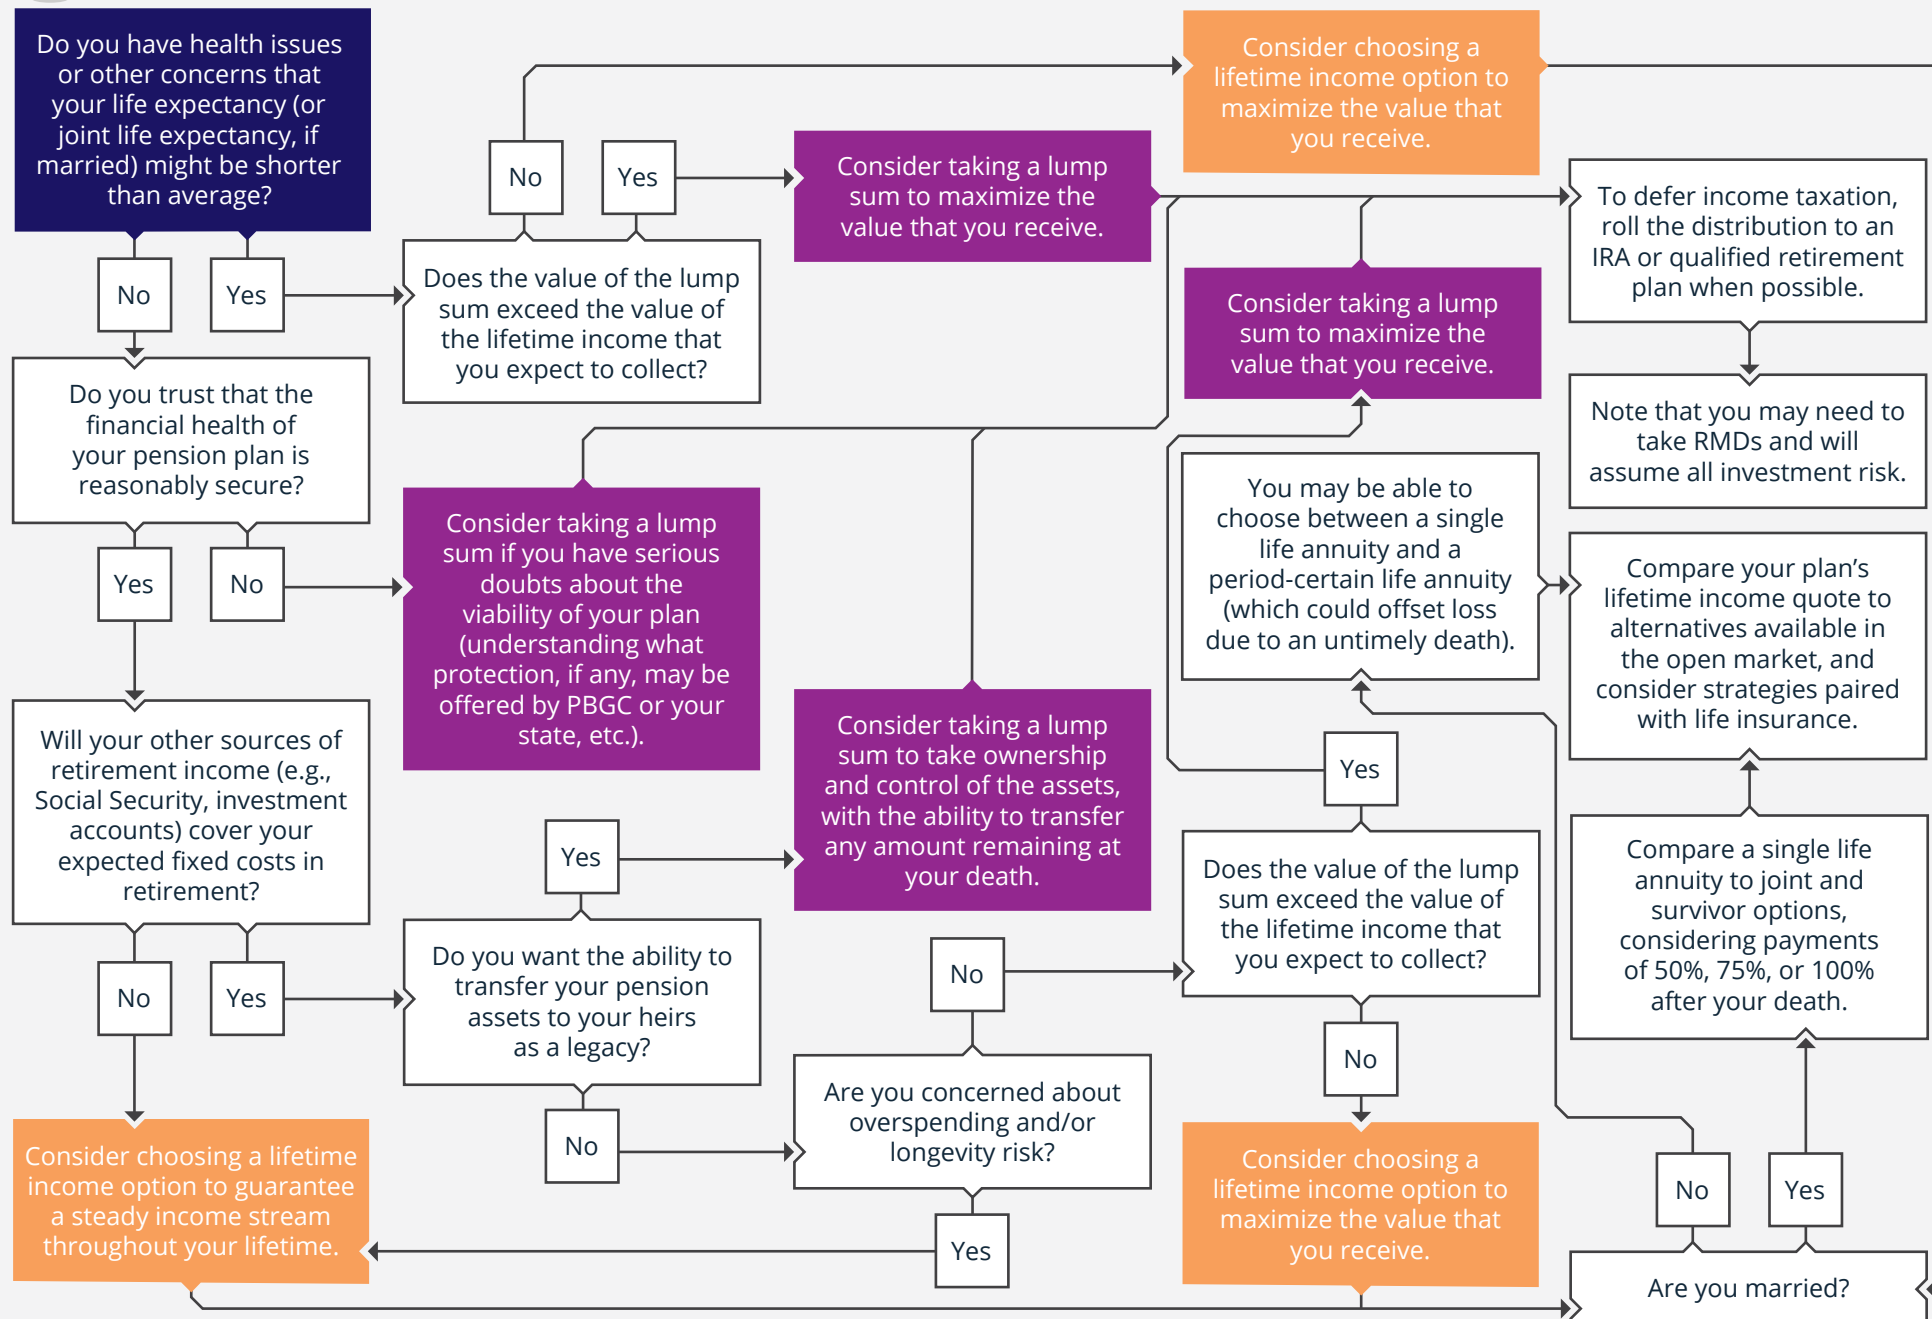 Do you have health issues
or other concerns that
your life expectancy (or
joint life expectancy, if
married) might be shorter
than average?
No
Yes
Does the value of the lump
sum exceed the value of
the lifetime income that
you expect to collect?
No
Yes
Consider taking a lump
sum to maximize the
value that you receive.
Consider choosing a
lifetime income option to
maximize the value that
you receive.
To defer income taxation,
roll the distribution to an
IRA or qualified retirement
plan when possible.
Note that you may need to
take RMDs and will
assume all investment risk.
Do you trust that the
financial health of
your pension plan is
reasonably secure?
Yes
No
Consider taking a lump
sum if you have serious
doubts about the
viability of your plan
(understanding what
protection, if any, may be
offered by PBGC or your
state, etc.).
Will your other sources of
retirement income (e.g.,
Social Security, investment
accounts) cover your
expected fixed costs in
retirement?
No
Yes
Do you want the ability to
transfer your pension
assets to your heirs
as a legacy?
Yes
No
Consider taking a lump
sum to take ownership
and control of the assets,
with the ability to transfer
any amount remaining at
your death.
Are you concerned about
overspending and/or
longevity risk?
No
Yes
Consider choosing a lifetime
income option to guarantee
a steady income stream
throughout your lifetime.
Does the value of the lump
sum exceed the value of
the lifetime income that
you expect to collect?
Yes
No
Consider taking a lump
sum to maximize the
value that you receive.
Consider choosing a
lifetime income option to
maximize the value that
you receive.
Are you married?
No
Yes
You may be able to
choose between a single
life annuity and a
period-certain life annuity
(which could offset loss
due to an untimely death).
Compare a single life
annuity to joint and
survivor options,
considering payments
of 50%, 75%, or 100%
after your death.
Compare your plan’s
lifetime income quote to
alternatives available in
the open market, and
consider strategies paired
with life insurance.